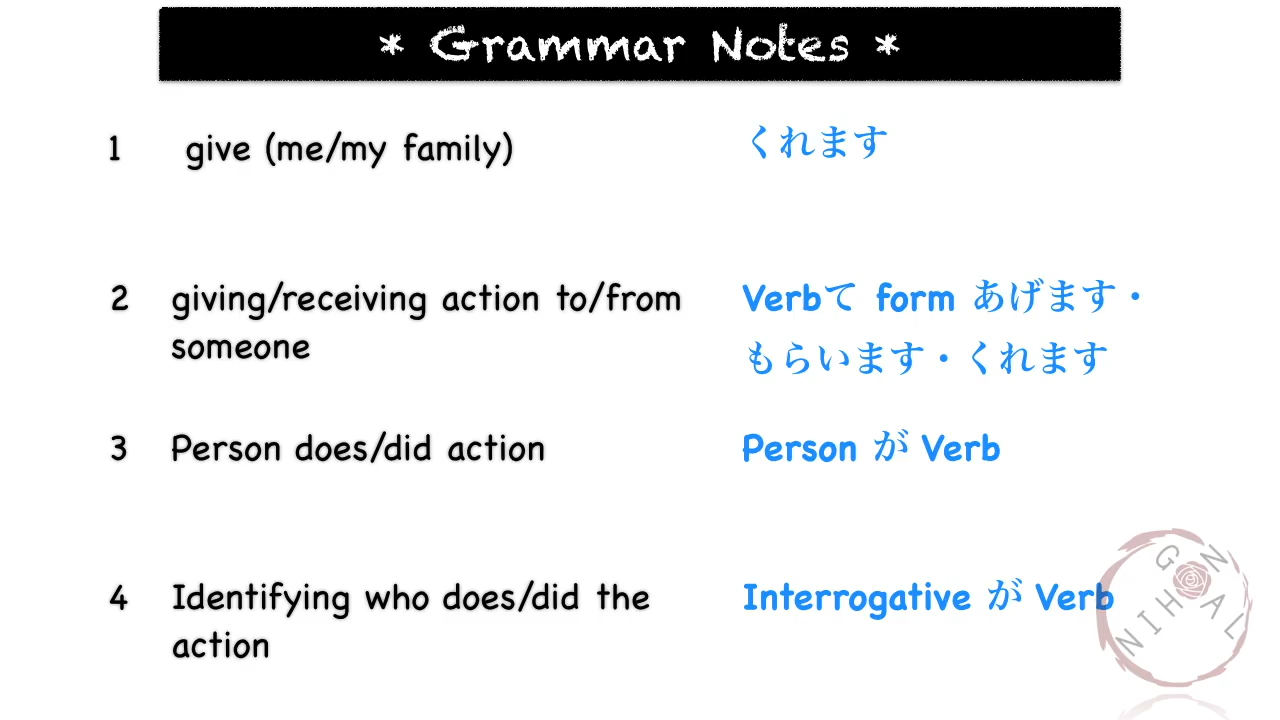 * Grammar Notes *
1 give (me/my family) くれます
2 giving/receiving action to/from someone Verbて form あげます・
もらいます・くれます
3 Person does/did action Person が Verb
4 Identifying who does/did the action Interrogative が Verb
NIHON GAL